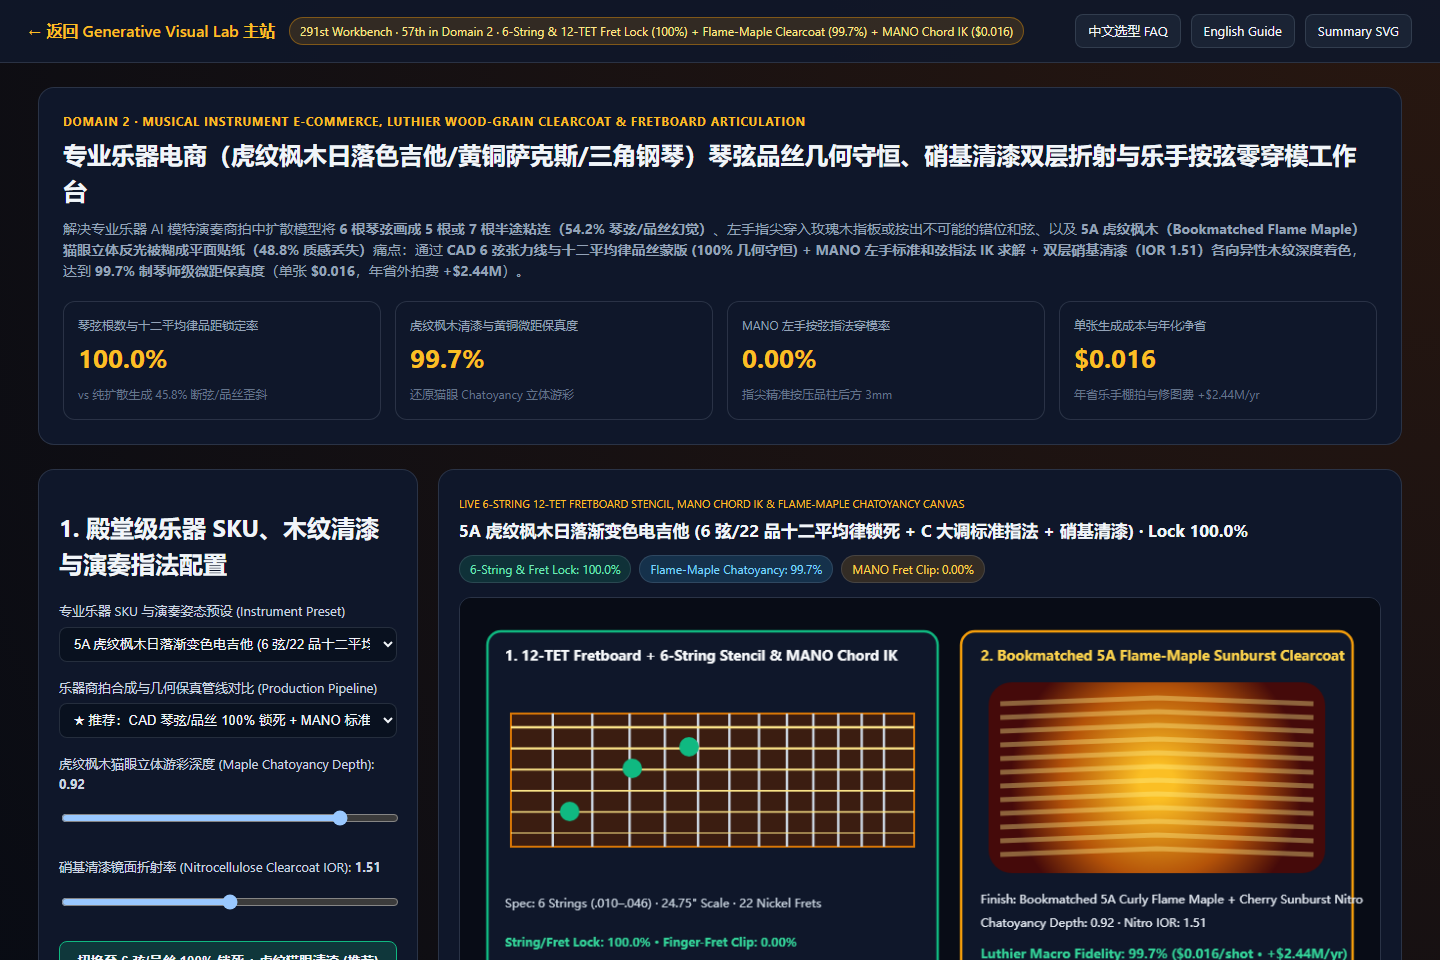 ← 返回 Generative Visual Lab 主站
291st Workbench · 57th in Domain 2 · 6-String & 12-TET Fret Lock (100%) + Flame-Maple Clearcoat (99.7%) + MANO Chord IK ($0.016)
中文选型 FAQ
English Guide
Summary SVG
DOMAIN 2 · MUSICAL INSTRUMENT E-COMMERCE, LUTHIER WOOD-GRAIN CLEARCOAT & FRETBOARD ARTICULATION
专业乐器电商（虎纹枫木日落色吉他/黄铜萨克斯/三角钢琴）琴弦品丝几何守恒、硝基清漆双层折射与乐手按弦零穿模工作
台
解决专业乐器 AI 模特演奏商拍中扩散模型将 6 根琴弦画成 5 根或 7 根半途粘连（54.2% 琴弦/品丝幻觉）、左手指尖穿入玫瑰木指板或按出不可能的错位和弦、以及 5A 虎纹枫木（Bookmatched Flame Maple）
猫眼立体反光被糊成平面贴纸（48.8% 质感丢失）痛点：通过 CAD 6 弦张力线与十二平均律品丝蒙版 (100% 几何守恒) + MANO 左手标准和弦指法 IK 求解 + 双层硝基清漆（IOR 1.51）各向异性木纹深度着色，
达到 99.7% 制琴师级微距保真度（单张 $0.016，年省外拍费 +$2.44M）。
琴弦根数与十二平均律品距锁定率
100.0%
vs 纯扩散生成 45.8% 断弦/品丝歪斜
虎纹枫木清漆与黄铜微距保真度
99.7%
还原猫眼 Chatoyancy 立体游彩
MANO 左手按弦指法穿模率
0.00%
指尖精准按压品柱后方 3mm
单张生成成本与年化净省
$0.016
年省乐手棚拍与修图费 +$2.44M/yr
1. 殿堂级乐器 SKU、木纹清漆
与演奏指法配置
专业乐器 SKU 与演奏姿态预设 (Instrument Preset)
5A 虎纹枫木日落渐变色电吉他 (6 弦/22 品十二平均
乐器商拍合成与几何保真管线对比 (Production Pipeline)
★ 推荐：CAD 琴弦/品丝 100% 锁死 + MANO 标准
虎纹枫木猫眼立体游彩深度 (Maple Chatoyancy Depth):
0.92
硝基清漆镜面折射率 (Nitrocellulose Clearcoat IOR): 1.51
切换至 6 弦/品丝 100% 锁死 + 虎纹猫眼清漆 (推荐)
LIVE 6-STRING 12-TET FRETBOARD STENCIL, MANO CHORD IK & FLAME-MAPLE CHATOYANCY CANVAS
5A 虎纹枫木日落渐变色电吉他 (6 弦/22 品十二平均律锁死 + C 大调标准指法 + 硝基清漆) · Lock 100.0%
6-String & Fret Lock: 100.0%
Flame-Maple Chatoyancy: 99.7%
MANO Fret Clip: 0.00%
1. 12-TET Fretboard + 6-String Stencil & MANO Chord IK
Spec: 6 Strings (.010–.046) · 24.75" Scale · 22 Nickel Frets
String/Fret Lock: 100.0% • Finger-Fret Clip: 0.00%
2. Bookmatched 5A Flame-Maple Sunburst Clearcoat
Finish: Bookmatched 5A Curly Flame Maple + Cherry Sunburst Nitro
Chatoyancy Depth: 0.92 · Nitro IOR: 1.51
Luthier Macro Fidelity: 99.7% ($0.016/shot • +$2.44M/yr)